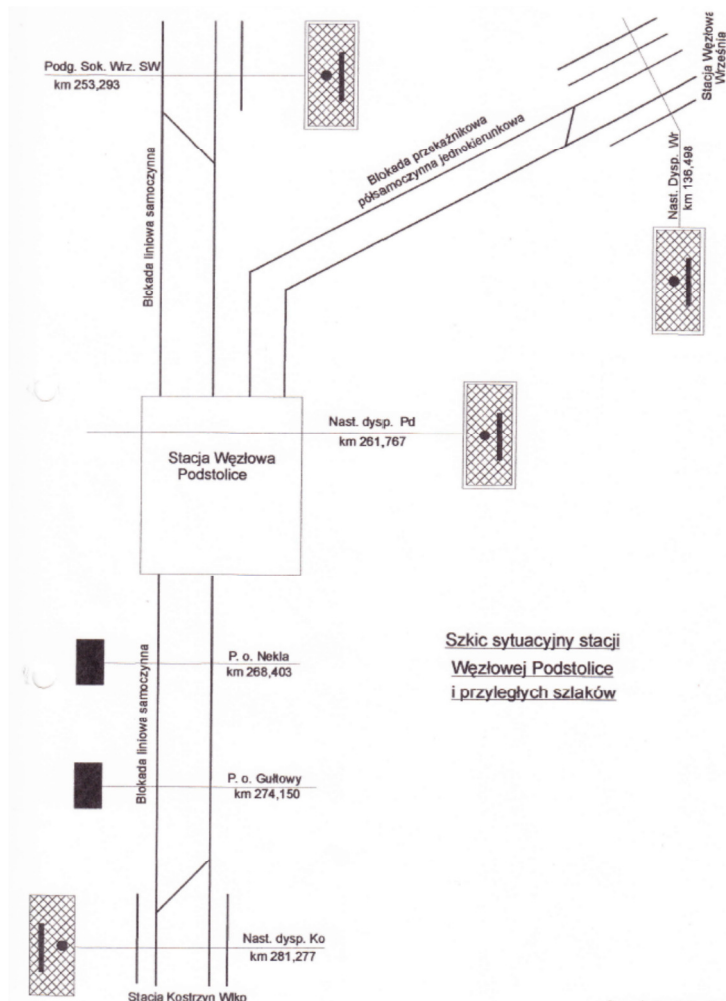 Podg. Sok. Wrz. SW
km 253,293
Blokada liniowa samoczynna
Blokada przekaźnikowa
półsamoczynna jednokierunkowa
Stacja Węzłowa
Września
Nast. Dysp. Wr
km 136,498
Nast. dysp. Pd
km 261,767
Stacja Węzłowa
Podstolice
Blokada liniowa samoczynna
P. o. Nekla
km 268,403
P. o. Gułtowy
km 274,150
Szkic sytuacyjny stacji
Węzłowej Podstolice
i przyległych szlaków
Nast. dysp. Ko
km 281,277
Stacja Kostrzyn Wlkp